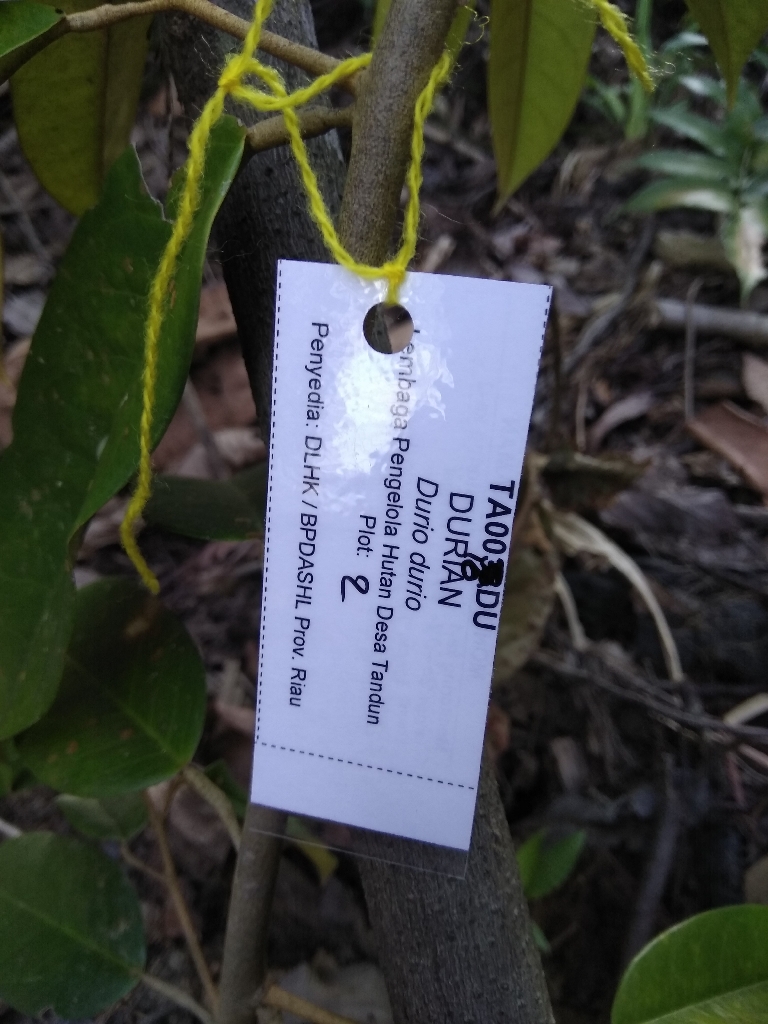 DURIAN
Durio durio
Lembaga Pengelola Hutan Desa Tandun
Plot: 2
Penyedia: DLHK / BPDASHL Prov. Riau